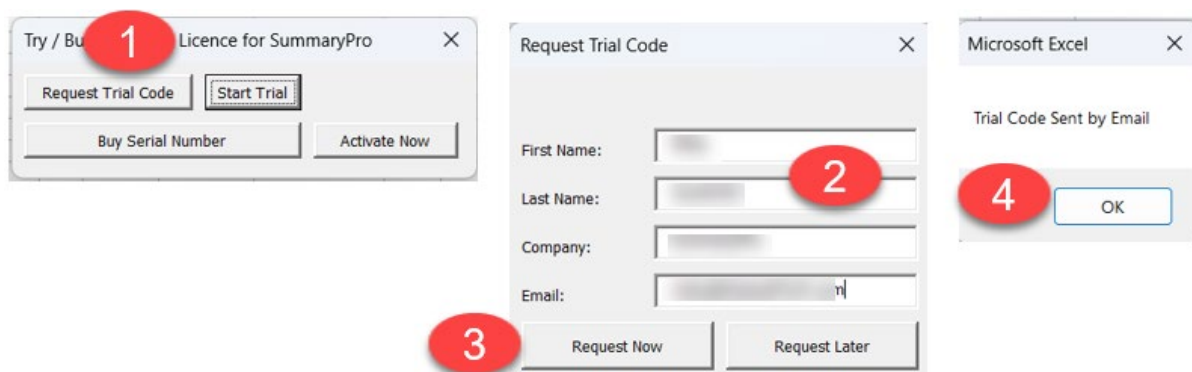 Try / Bu Licence for SummaryPro
1
Request Trial Code
Start Trial
Buy Serial Number
Activate Now
Request Trial Code
First Name:
2
Last Name:
Company:
Email:
m
3
Request Now
Request Later
Microsoft Excel
Trial Code Sent by Email
4
OK